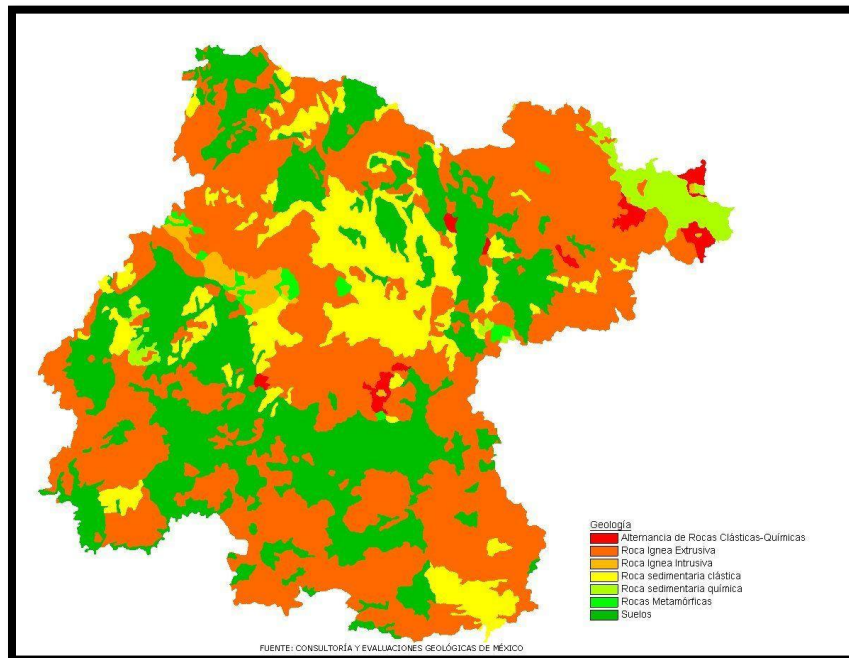 Geología
Alternancia de Rocas Clásticas-Químicas
Roca Ignea Extrusiva
Roca Ignea Intrusiva
Roca sedimentaria clástica
Roca sedimentaria química
Rocas Metamórficas
Suelos
FUENTE: CONSULTORÍA Y EVALUACIONES GEOLÓGICAS DE MÉXICO